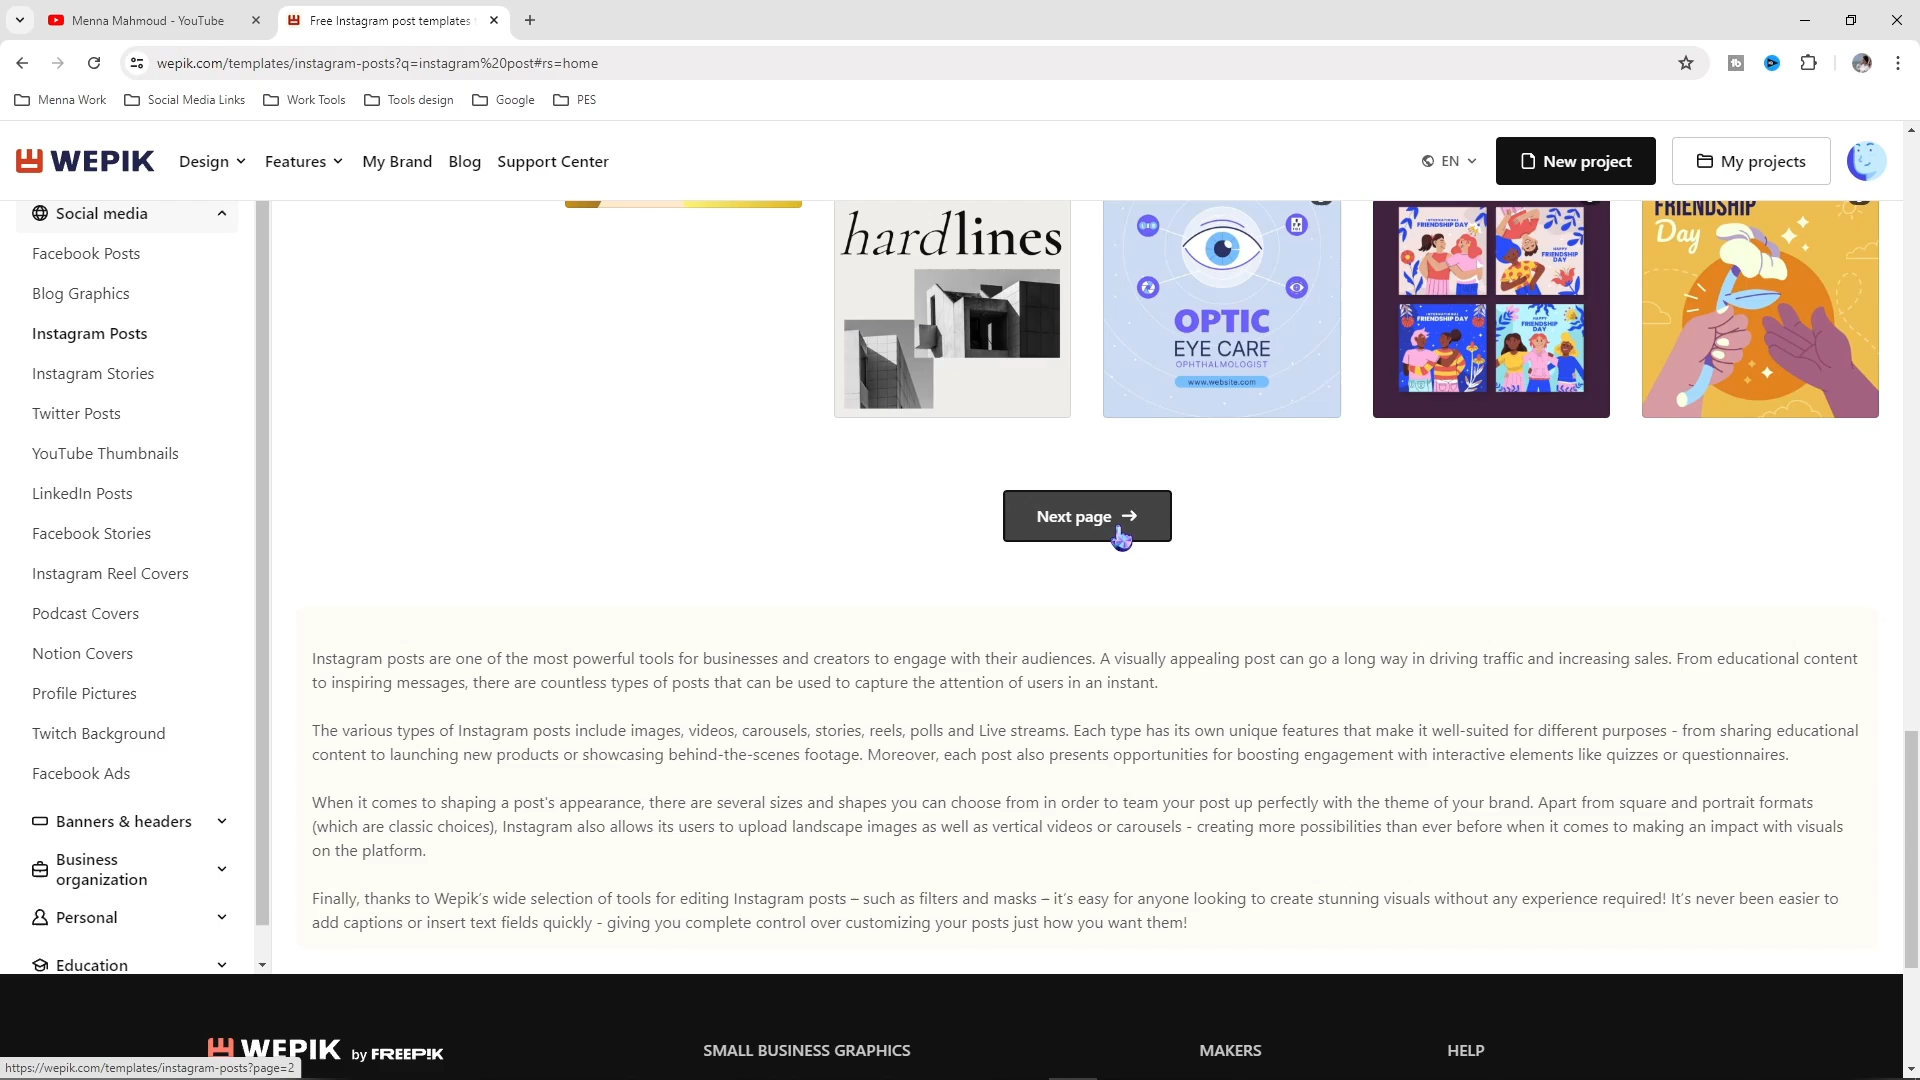 Menna Mahmoud - YouTube
Free Instagram post templates
wepik.com/templates/instagram-posts?q=instagram%20post#rs=home
Menna Work
Social Media Links
Work Tools
Tools design
Google
PES
WEPIK
Design
Features
My Brand
Blog
Support Center
EN
New project
My projects
Social media
Facebook Posts
Blog Graphics
Instagram Posts
Instagram Stories
Twitter Posts
YouTube Thumbnails
LinkedIn Posts
Facebook Stories
Instagram Reel Covers
Podcast Covers
Notion Covers
Profile Pictures
Twitch Background
Facebook Ads
Banners & headers
Business
organization
Personal
Education
hardlines
OPTIC
EYE CARE
OPHTHALMOLOGIST
www.website.com
FRIENDSHIP DAY
HAPPY
FRIENDSHIP
DAY
FRIENDSHIP DAY
HAPPY
FRIENDSHIP
DAY
FRIENDSHIP
Day
Next page
Instagram posts are one of the most powerful tools for businesses and creators to engage with their audiences. A visually appealing post can go a long way in driving traffic and increasing sales. From educational content
to inspiring messages, there are countless types of posts that can be used to capture the attention of users in an instant.
The various types of Instagram posts include images, videos, carousels, stories, reels, polls and Live streams. Each type has its own unique features that make it well-suited for different purposes - from sharing educational
content to launching new products or showcasing behind-the-scenes footage. Moreover, each post also presents opportunities for boosting engagement with interactive elements like quizzes or questionnaires.
When it comes to shaping a post's appearance, there are several sizes and shapes you can choose from in order to team your post up perfectly with the theme of your brand. Apart from square and portrait formats
(which are classic choices), Instagram also allows its users to upload landscape images as well as vertical videos or carousels - creating more possibilities than ever before when it comes to making an impact with visuals
on the platform.
Finally, thanks to Wepik’s wide selection of tools for editing Instagram posts – such as filters and masks – it’s easy for anyone looking to create stunning visuals without any experience required! It’s never been easier to
add captions or insert text fields quickly - giving you complete control over customizing your posts just how you want them!
WEPIK by FREEPIK
SMALL BUSINESS GRAPHICS
MAKERS
HELP
https://wepik.com/templates/instagram-posts?page=2